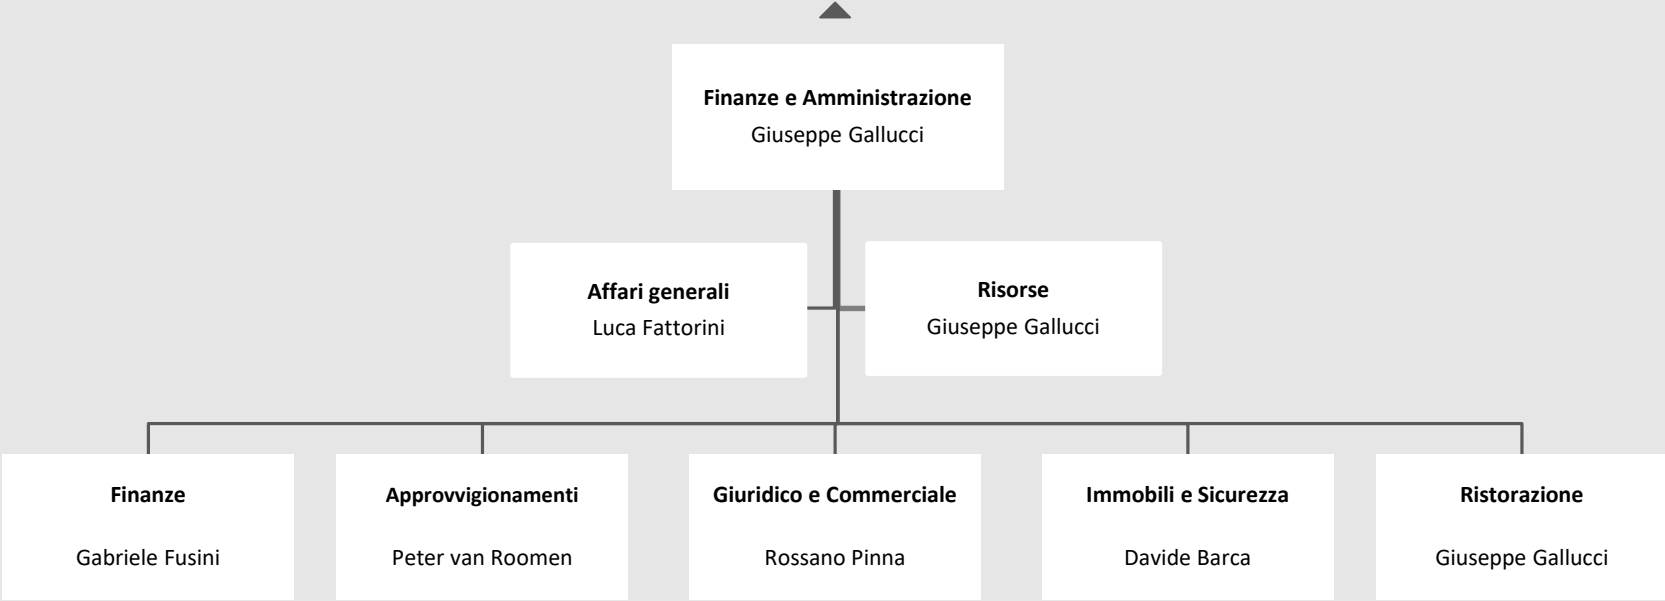 Finanze e Amministrazione
Giuseppe Gallucci
Affari generali
Luca Fattorini
Risorse
Giuseppe Gallucci
Finanze
Gabriele Fusini
Approvvigionamenti
Peter van Roomen
Giuridico e Commerciale
Rossano Pinna
Immobili e Sicurezza
Davide Barca
Ristorazione
Giuseppe Gallucci